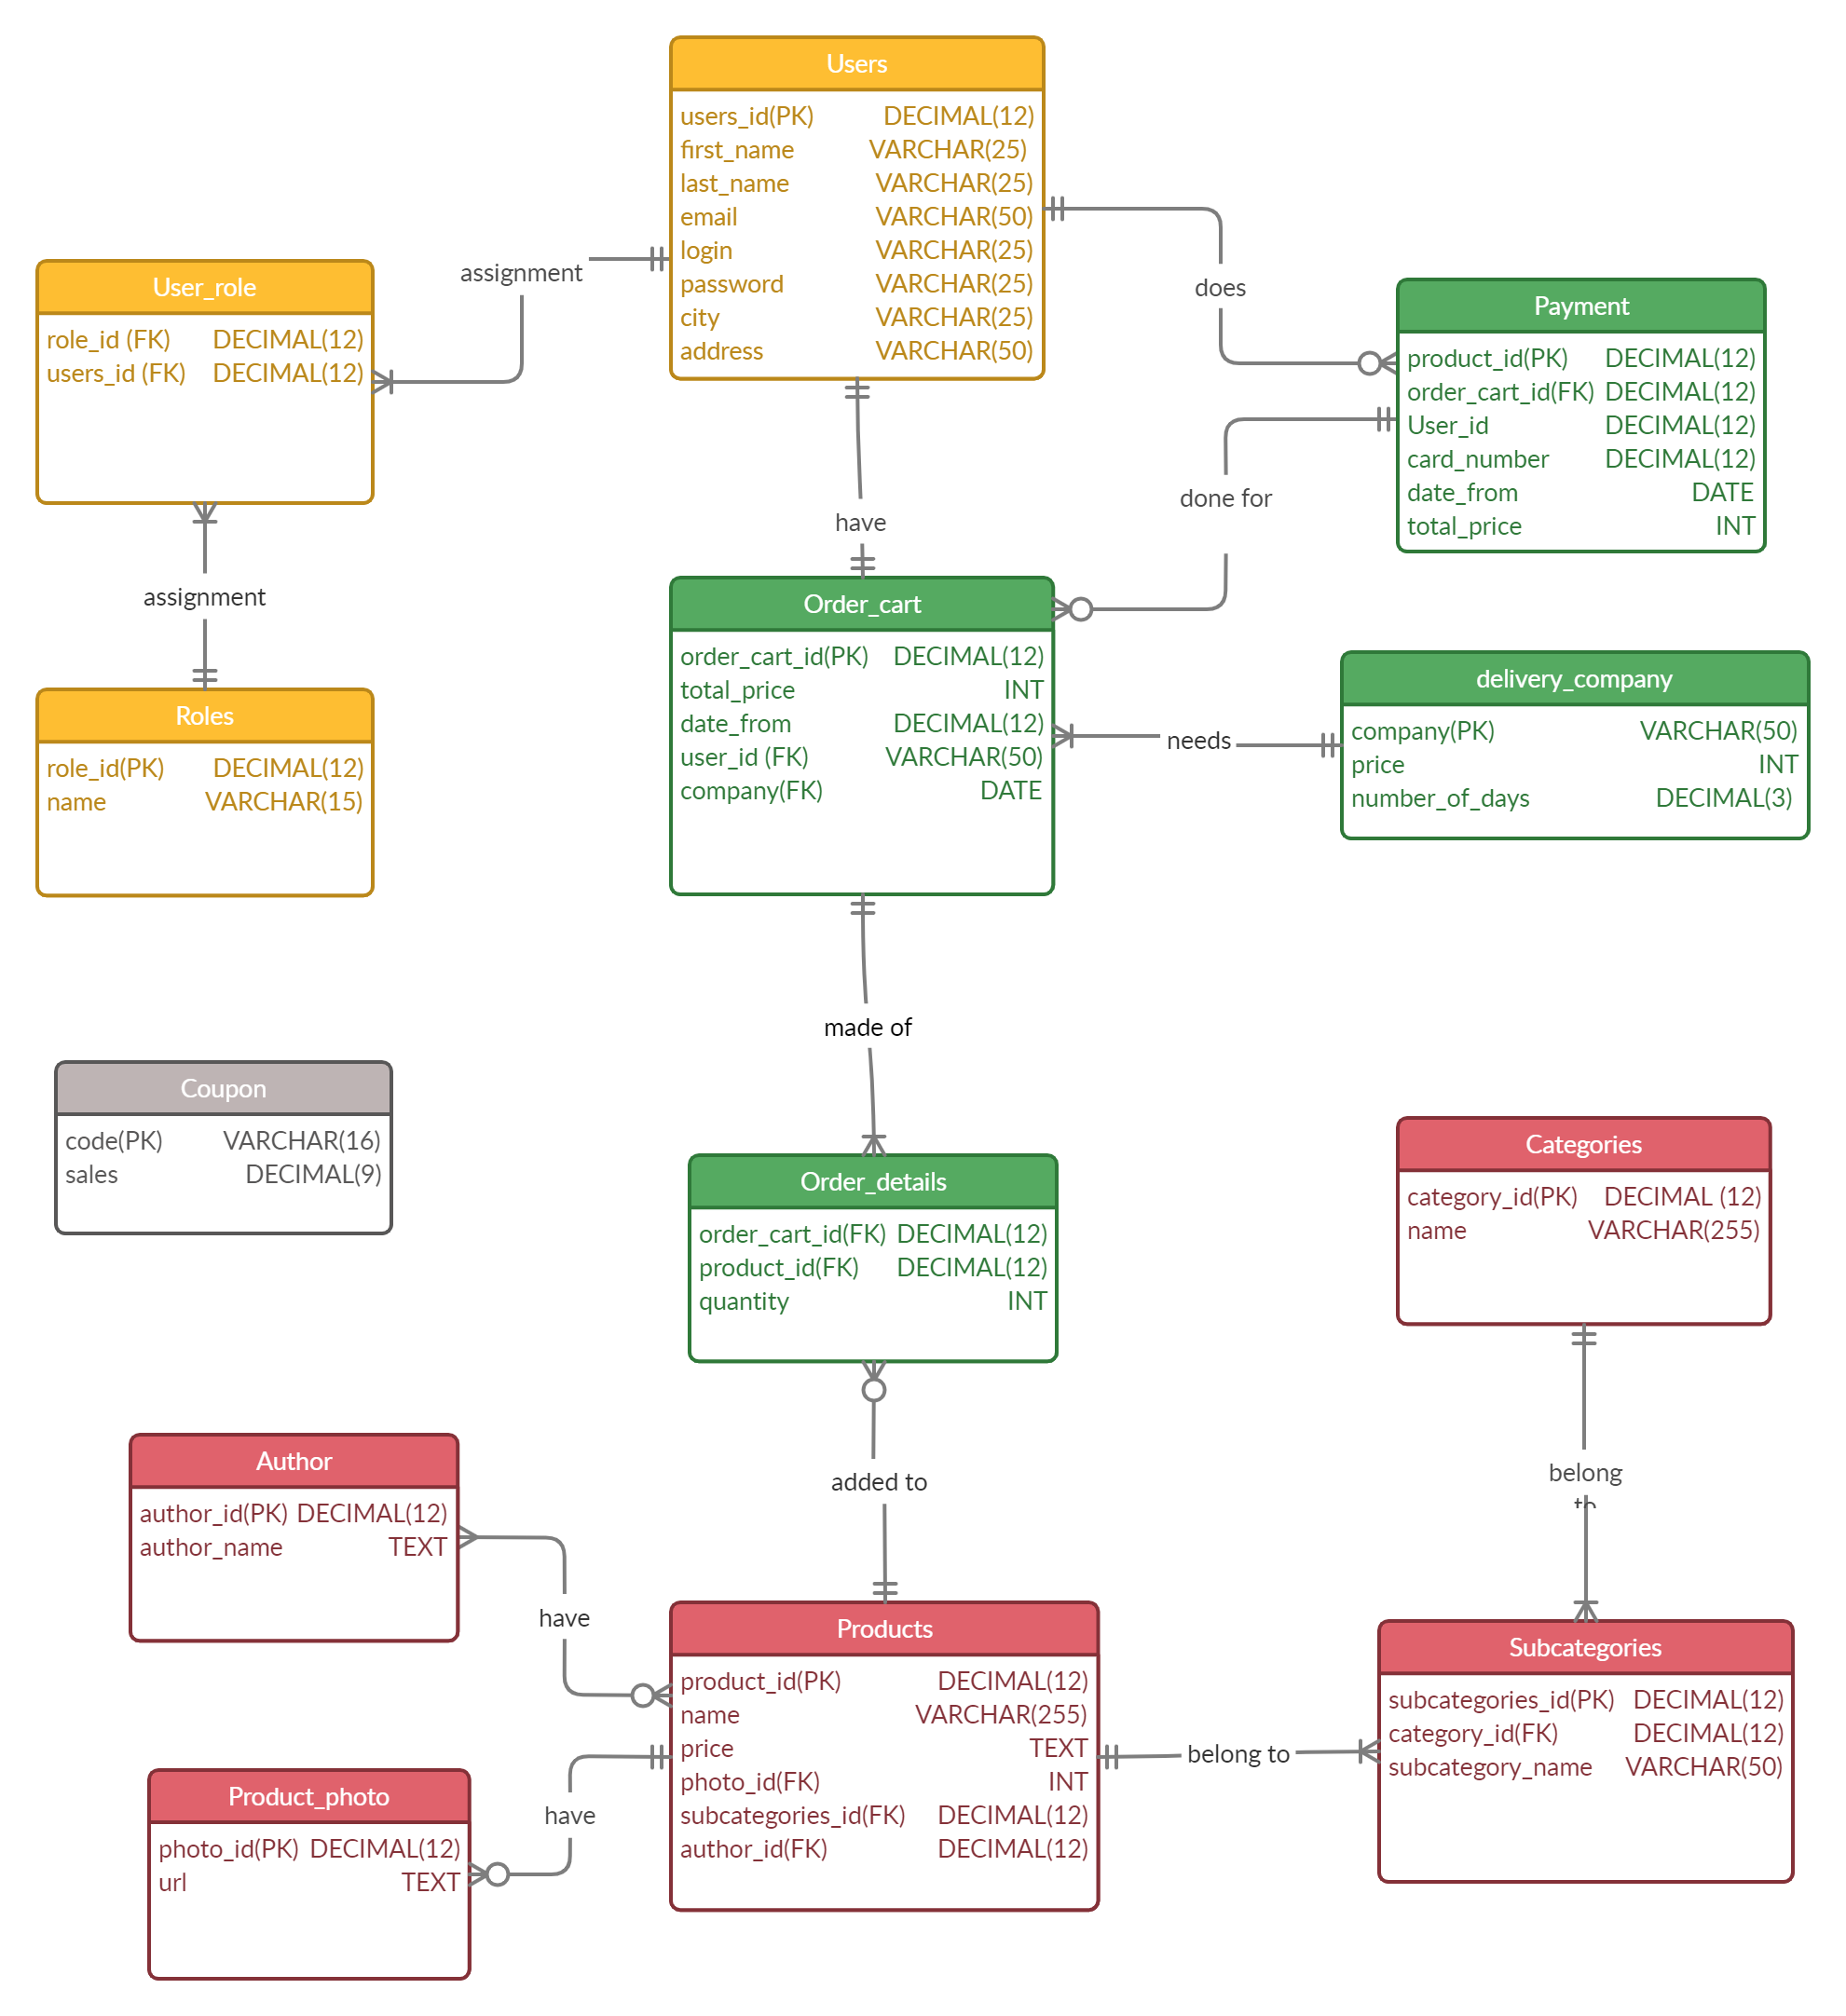 Users
users_id(PK) DECIMAL(12)
first_name VARCHAR(25)
last_name VARCHAR(25)
email VARCHAR(50)
login VARCHAR(25)
password VARCHAR(25)
city VARCHAR(25)
address VARCHAR(50)
assignment
User_role
role_id (FK) DECIMAL(12)
users_id (FK) DECIMAL(12)
does
Payment
product_id(PK) DECIMAL(12)
order_cart_id(FK) DECIMAL(12)
User_id DECIMAL(12)
card_number DECIMAL(12)
date_from DATE
total_price INT
done for
have
assignment
Order_cart
order_cart_id(PK) DECIMAL(12)
total_price INT
date_from DECIMAL(12)
user_id (FK) VARCHAR(50)
company(FK) DATE
needs
delivery_company
company(PK) VARCHAR(50)
price INT
number_of_days DECIMAL(3)
Roles
role_id(PK) DECIMAL(12)
name VARCHAR(15)
made of
Coupon
code(PK) VARCHAR(16)
sales DECIMAL(9)
Order_details
order_cart_id(FK) DECIMAL(12)
product_id(FK) DECIMAL(12)
quantity INT
Categories
category_id(PK) DECIMAL (12)
name VARCHAR(255)
belong
to
added to
Author
author_id(PK) DECIMAL(12)
author_name TEXT
have
Products
product_id(PK) DECIMAL(12)
name VARCHAR(255)
price TEXT
photo_id(FK) INT
subcategories_id(FK) DECIMAL(12)
author_id(FK) DECIMAL(12)
belong to
Subcategories
subcategories_id(PK) DECIMAL(12)
category_id(FK) DECIMAL(12)
subcategory_name VARCHAR(50)
have
Product_photo
photo_id(PK) DECIMAL(12)
url TEXT